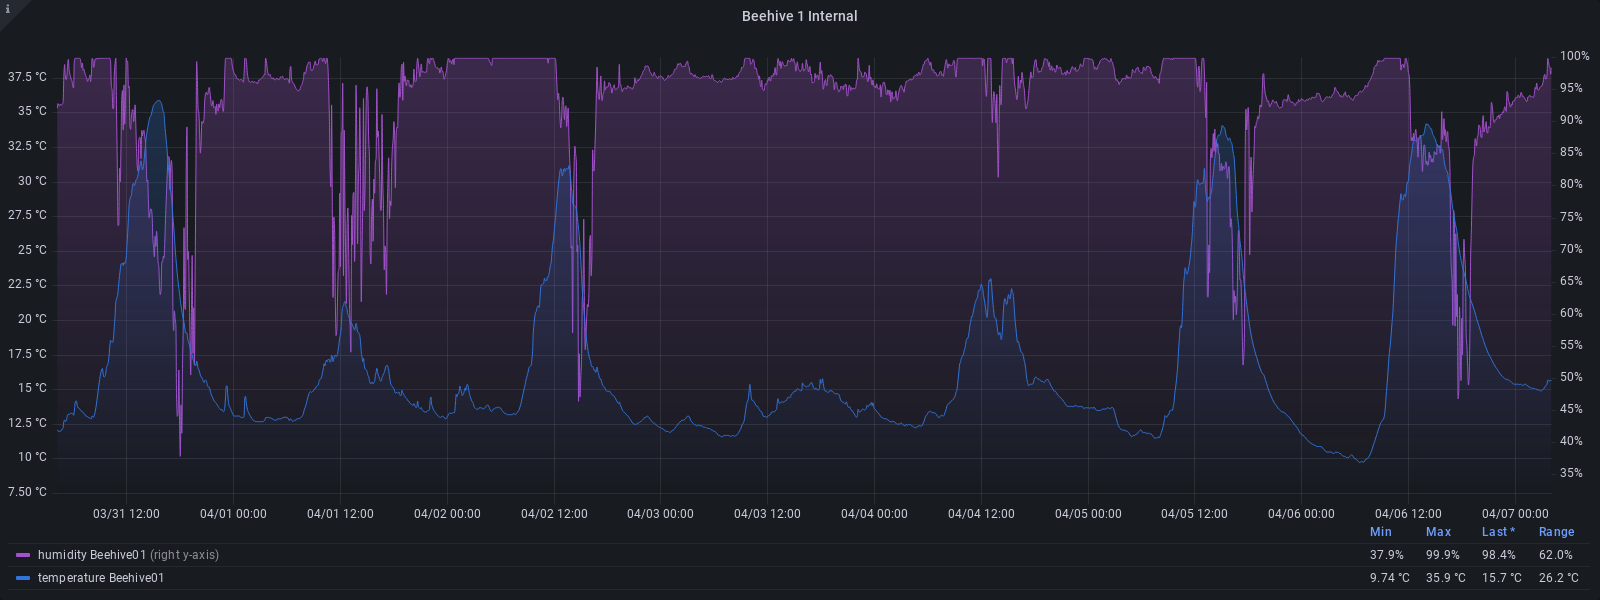 i
Beehive 1 Internal
37.5 °C
35 °C
32.5 °C
30 °C
27.5 °C
25 °C
22.5 °C
20 °C
17.5 °C
15 °C
12.5 °C
10 °C
7.50 °C
100%
95%
90%
85%
80%
75%
70%
65%
60%
55%
50%
45%
40%
35%
03/31 12:00 04/01 00:00 04/01 12:00 04/02 00:00 04/02 12:00 04/03 00:00 04/03 12:00 04/04 00:00 04/04 12:00 04/05 00:00 04/05 12:00 04/06 00:00 04/06 12:00 04/07 00:00
Min Max Last * Range
humidity Beehive01 (right y-axis) 37.9% 99.9% 98.4% 62.0%
temperature Beehive01 9.74 °C 35.9 °C 15.7 °C 26.2 °C